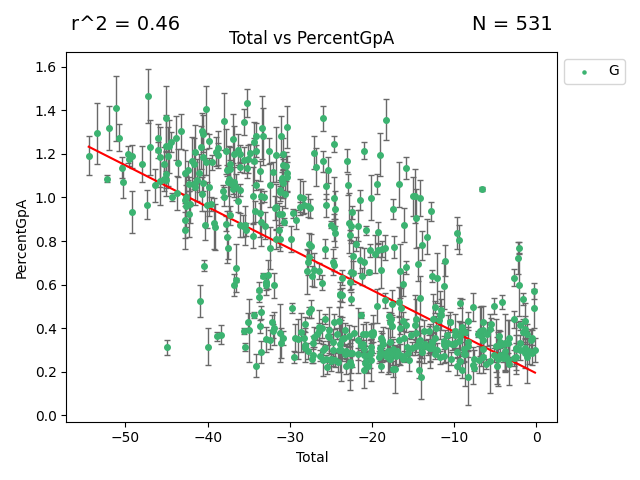 r^2 = 0.46
N = 531
Total vs PercentGpA
G
PercentGpA
1.6
1.4
1.2
1.0
0.8
0.6
0.4
0.2
0.0
−50
−40
−30
−20
−10
0
Total